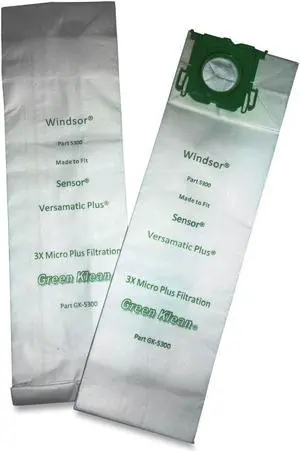 Windsor®
Part 5300
Made to Fit
Sensor®
Versamatic Plus®
3X Micro Plus Filtration
Green Klean®
Part GK-5300
Windsor®
Part 5300
Made to Fit
Sensor®
Versamatic Plus®
3X Micro Plus Filtration
Green Klean®
Part GK-5300